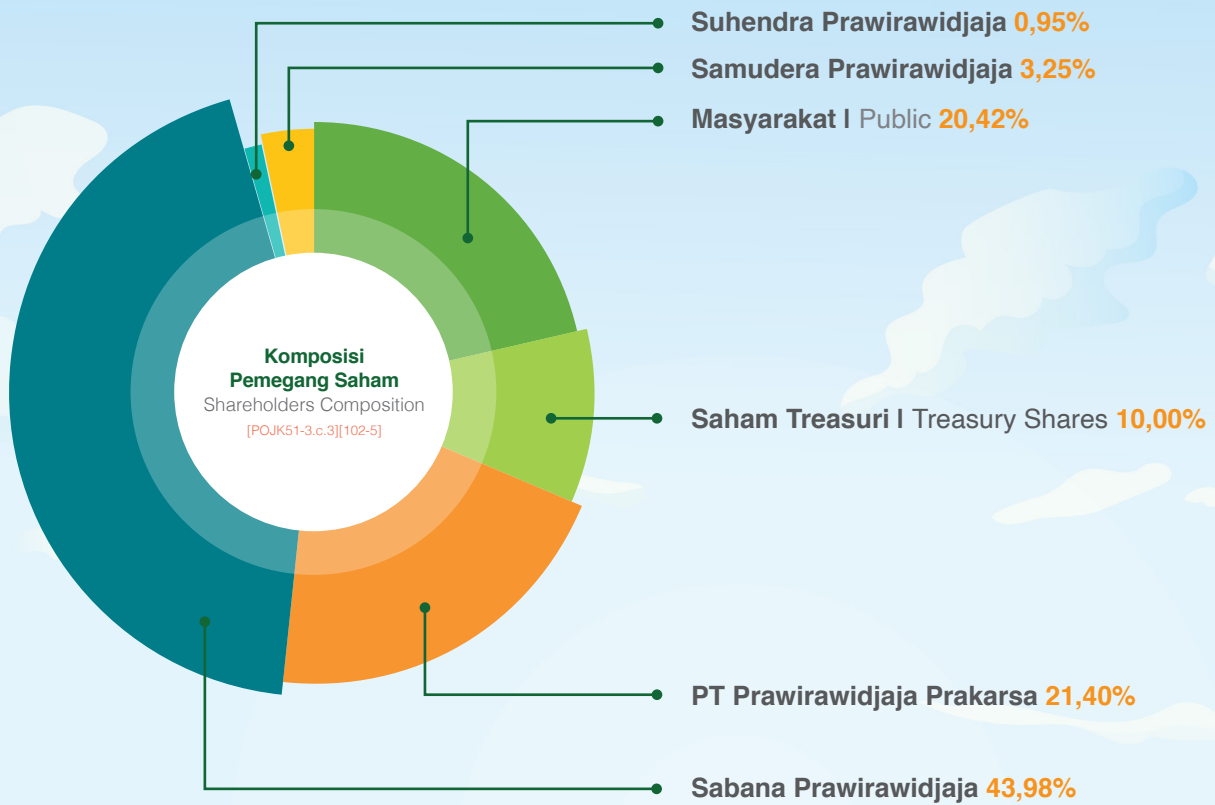 Suhendra Prawirawidjaja 0,95%
Samudera Prawirawidjaja 3,25%
Masyarakat I Public 20,42%
Komposisi
Pemegang Saham
Shareholders Composition
[POJK51-3.c.3][102-5]
Saham Treasuri I Treasury Shares 10,00%
PT Prawirawidjaja Prakarsa 21,40%
Sabana Prawirawidjaja 43,98%